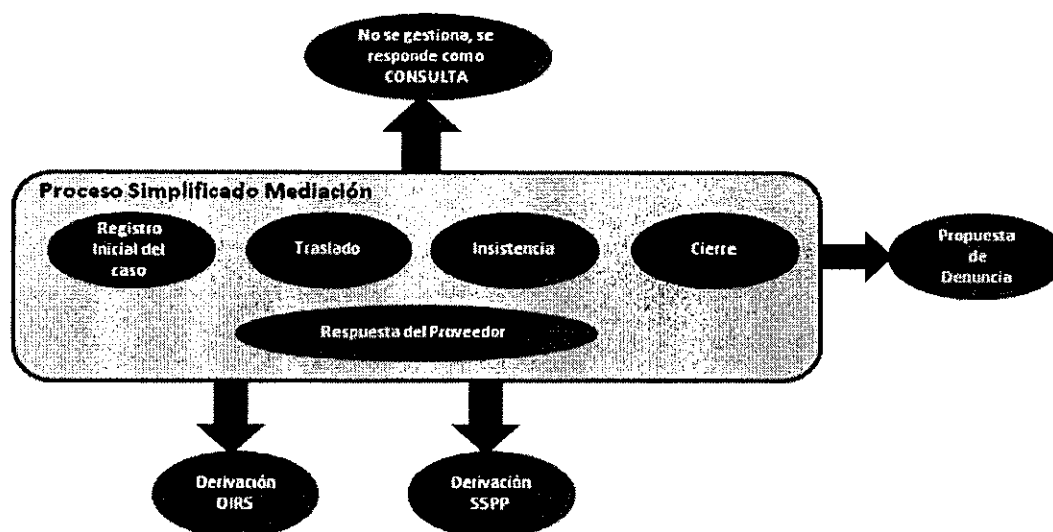 No se gestiona, se
responde como
CONSULTA
Proceso Simplificado Mediación
Registro
Inicial del
caso
Traslado
Insistencia
Cierre
Propuesta
de
Denuncia
Respuesta del Proveedor
Derivación
OIRS
Derivación
SSPP